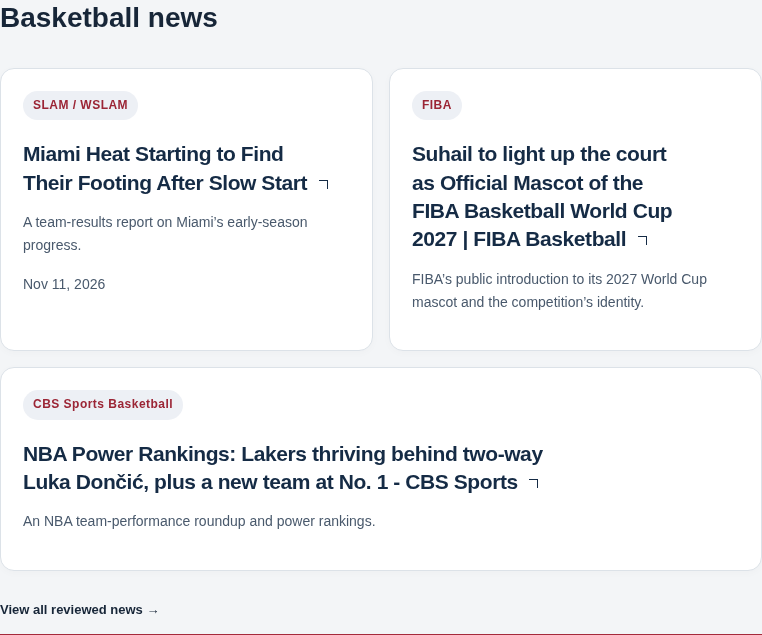 Basketball news
SLAM / WSLAM
Miami Heat Starting to Find
Their Footing After Slow Start
A team-results report on Miami’s early-season
progress.
Nov 11, 2026
FIBA
Suhail to light up the court
as Official Mascot of the
FIBA Basketball World Cup
2027 | FIBA Basketball
FIBA’s public introduction to its 2027 World Cup
mascot and the competition’s identity.
CBS Sports Basketball
NBA Power Rankings: Lakers thriving behind two-way
Luka Dončić, plus a new team at No. 1 - CBS Sports
An NBA team-performance roundup and power rankings.
View all reviewed news →